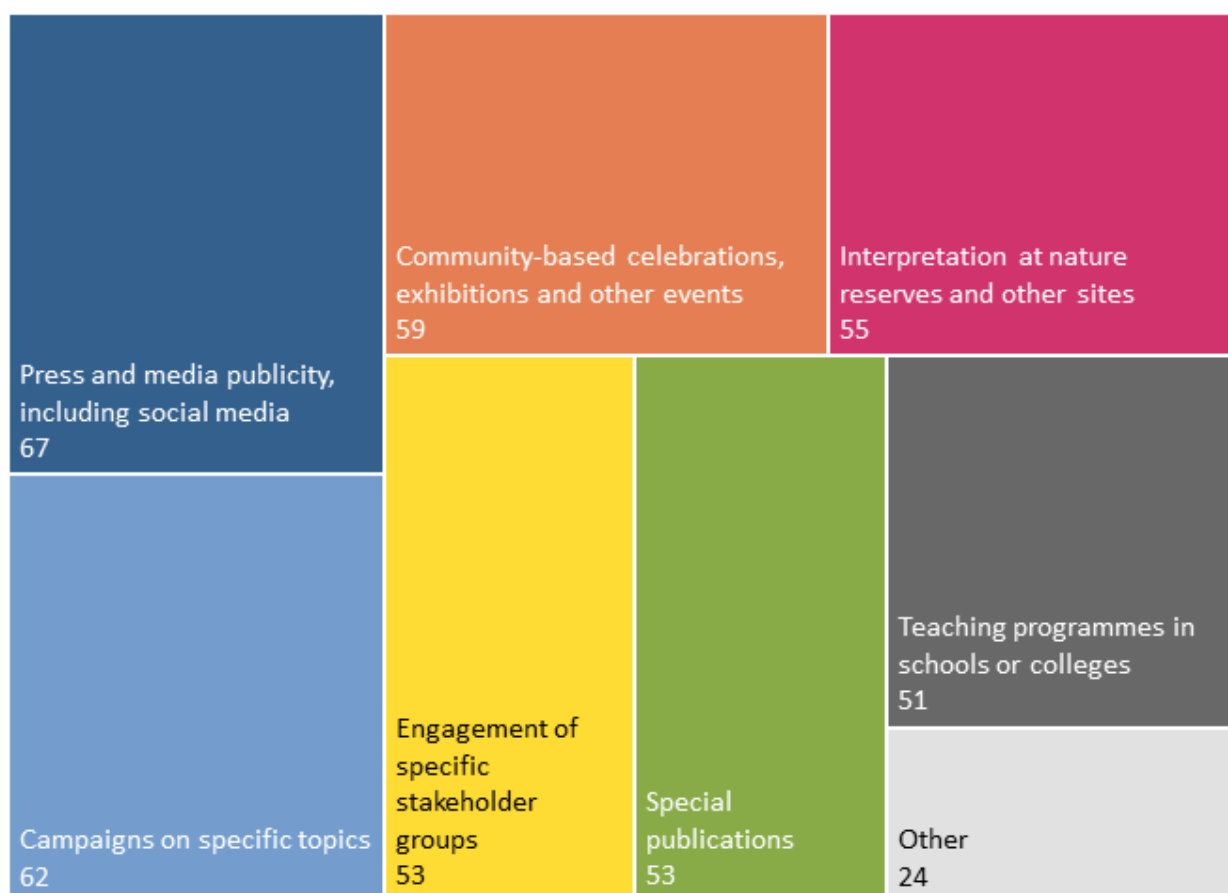 Press and media publicity,
including social media
67
Community-based celebrations,
exhibitions and other events
59
Interpretation at nature
reserves and other sites
55
Campaigns on specific topics
62
Engagement of
specific
stakeholder
groups
53
Special
publications
53
Teaching programmes in
schools or colleges
51
Other
24